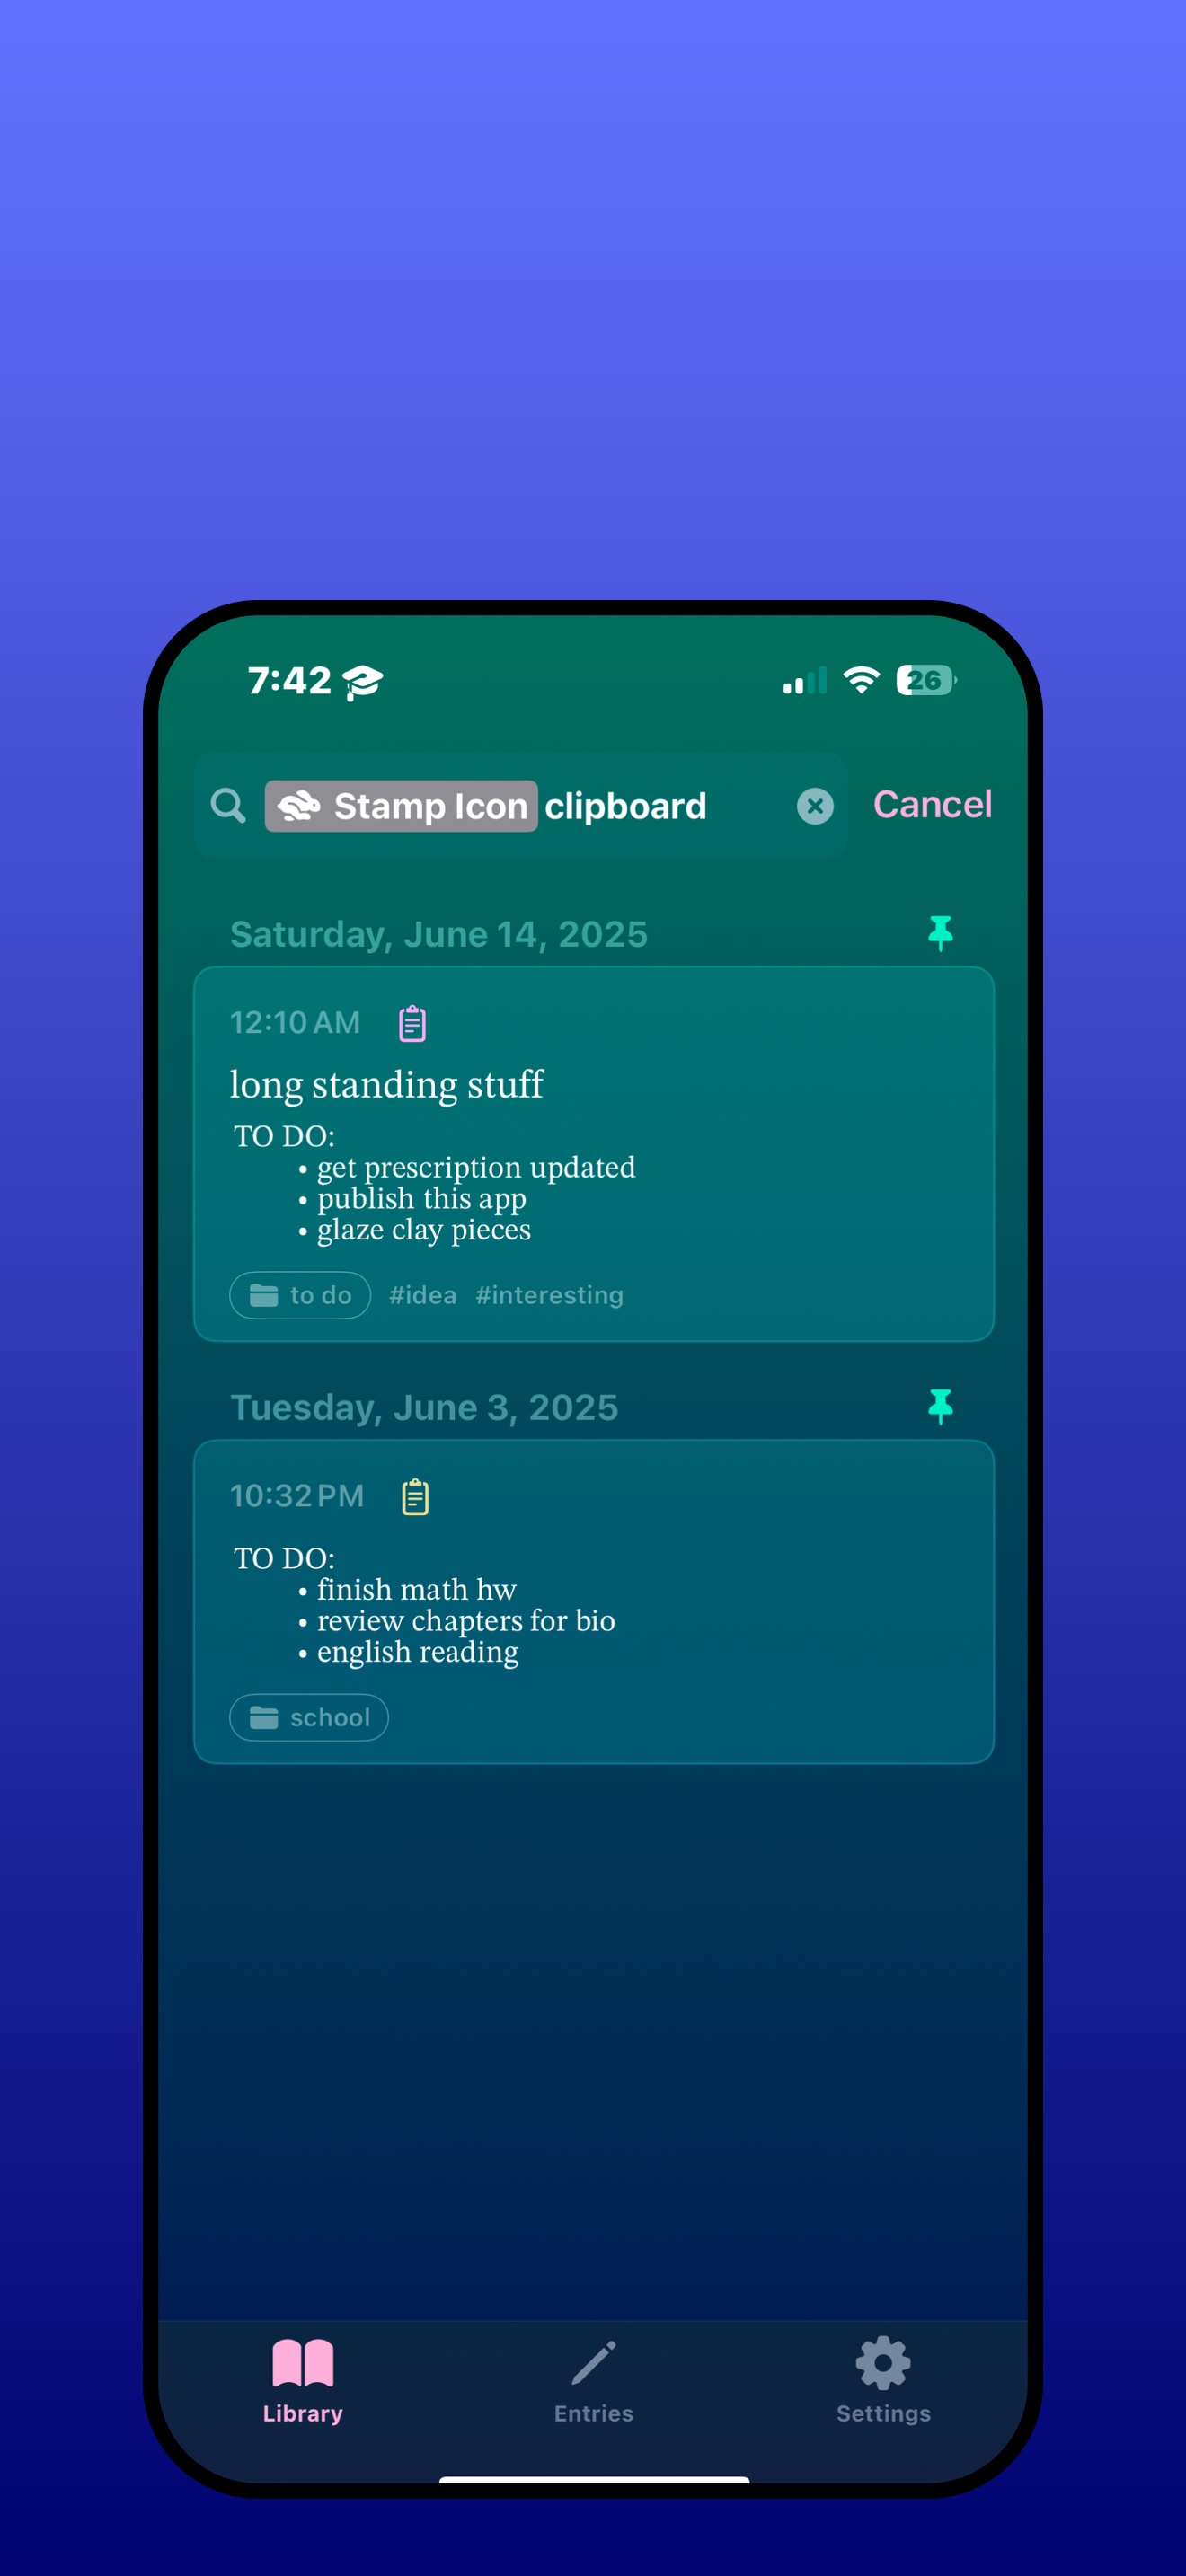 7:42
26
Stamp Icon clipboard
Cancel
Saturday, June 14, 2025
12:10 AM
long standing stuff
TO DO:
• get prescription updated
• publish this app
• glaze clay pieces
to do #idea #interesting
Tuesday, June 3, 2025
10:32 PM
TO DO:
• finish math hw
• review chapters for bio
• english reading
school
Library Entries Settings